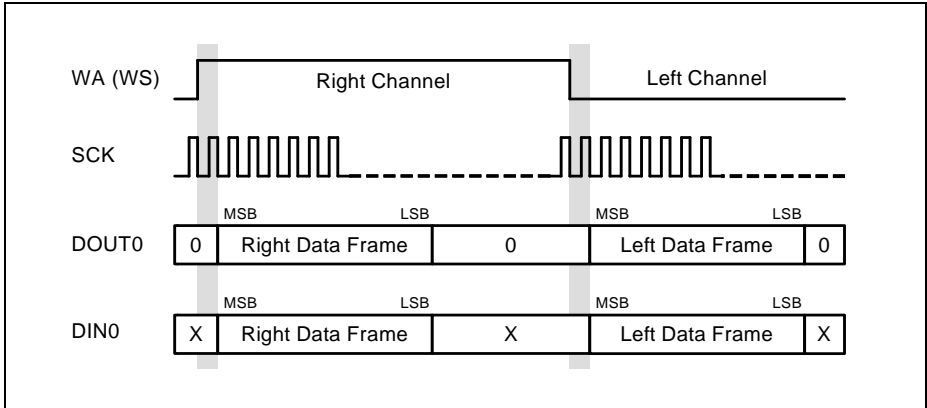 WA (WS) Right Channel Left Channel
SCK
MSB LSB MSB LSB
DOUT0 0 Right Data Frame 0 Left Data Frame 0
MSB LSB MSB LSB
DIN0 X Right Data Frame X Left Data Frame X